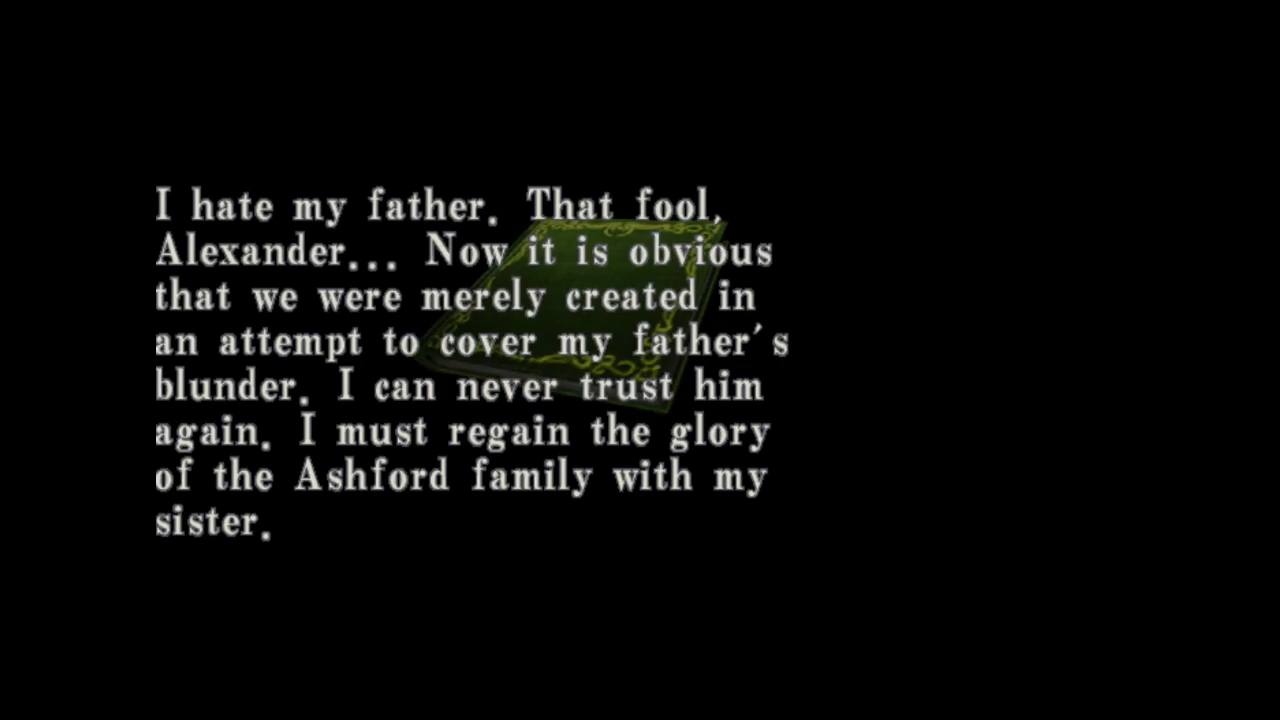 I hate my father. That fool,
Alexander... Now it is obvious
that we were merely created in
an attempt to cover my father's
blunder. I can never trust him
again. I must regain the glory
of the Ashford family with my
sister.